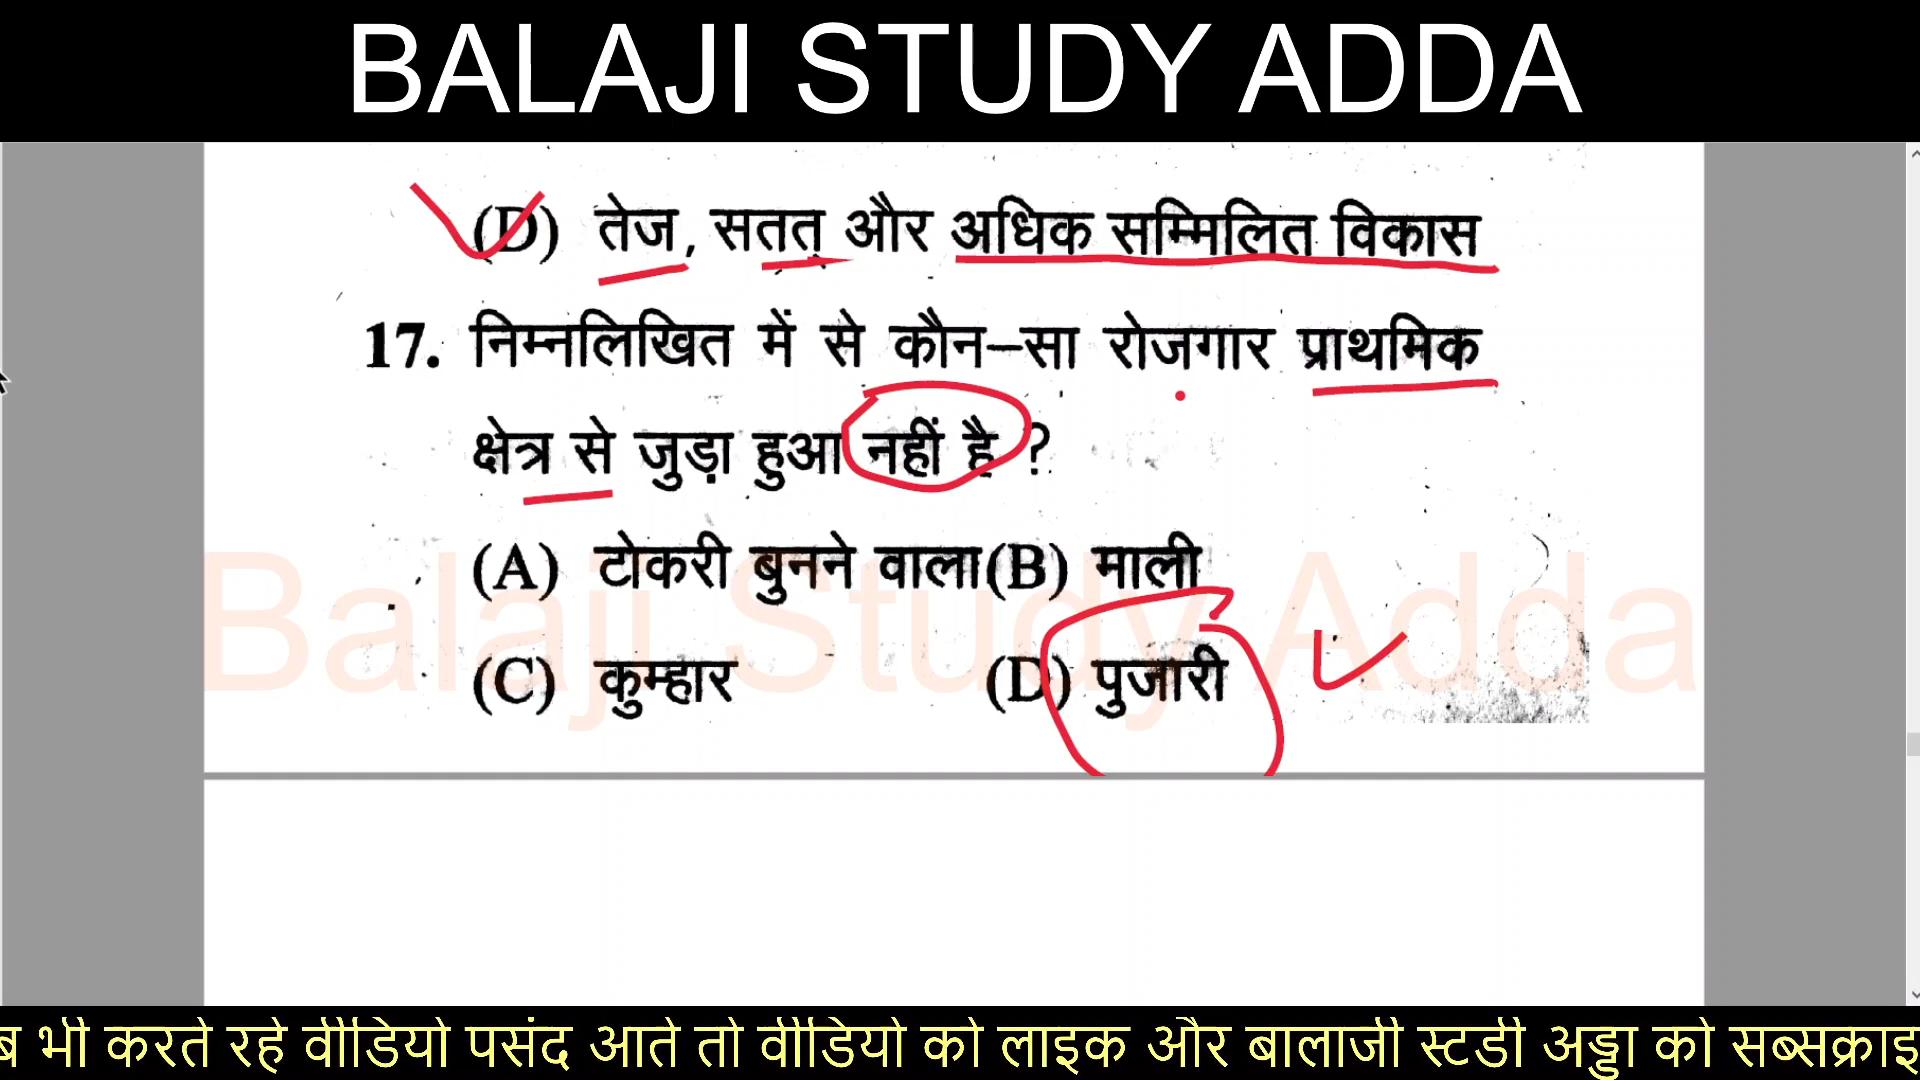 BALAJI STUDY ADDA
(D) तेज, सतत् और अधिक सम्मिलित विकास
17. निम्नलिखित में से कौन–सा रोजगार प्राथमिक
क्षेत्र से जुड़ा हुआ नहीं है ?
(A) टोकरी बुनने वाला (B) माली
(C) कुम्हार (D) पुजारी
Balaji Study Adda
ब भी करते रहे वीडियो पसंद आते तो वीडियो को लाइक और बालाजी स्टडी अड्डा को सब्सक्राइ